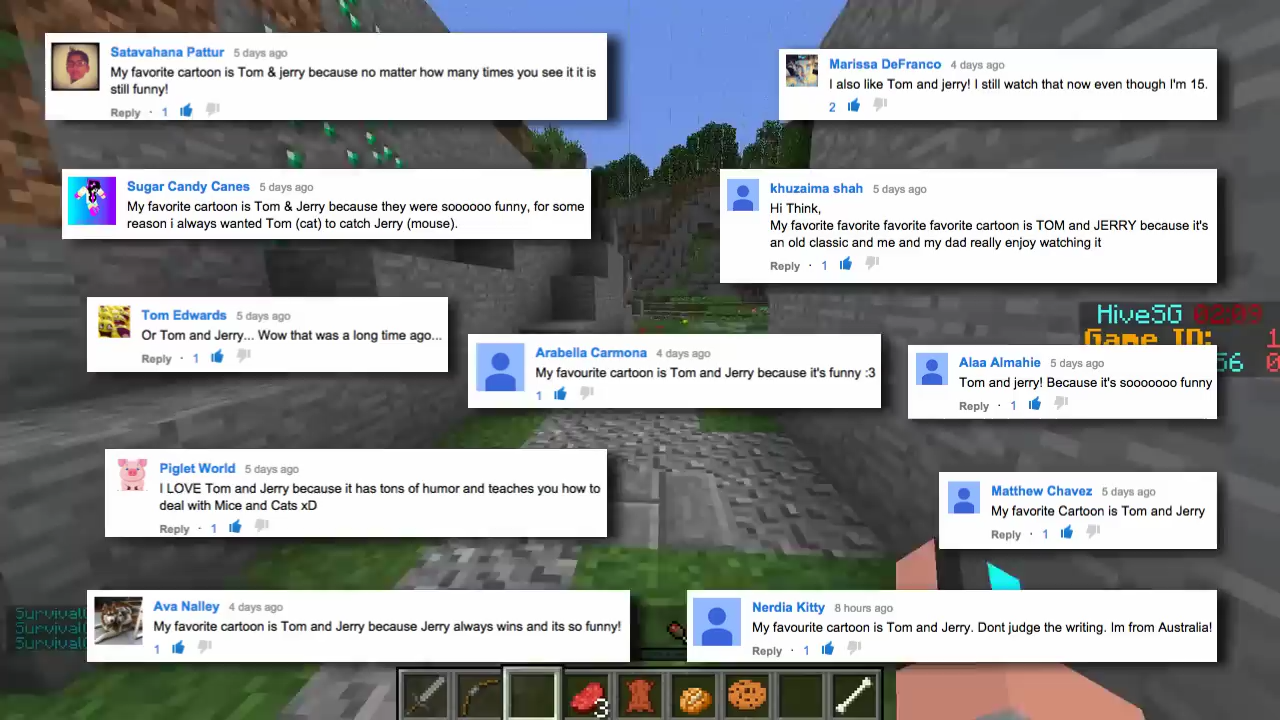 Satavahana Pattur 5 days ago
My favorite cartoon is Tom & jerry because no matter how many times you see it it is
still funny!
Reply · 1
Marissa DeFranco 4 days ago
I also like Tom and jerry! I still watch that now even though I'm 15.
2
Sugar Candy Canes 5 days ago
My favorite cartoon is Tom & Jerry because they were soooooo funny, for some
reason i always wanted Tom (cat) to catch Jerry (mouse).
khuzaima shah 5 days ago
Hi Think,
My favorite favorite favorite favorite cartoon is TOM and JERRY because it's
an old classic and me and my dad really enjoy watching it
Reply · 1
Tom Edwards 5 days ago
Or Tom and Jerry... Wow that was a long time ago...
Reply · 1
HiveSG 02:09
Game ID: 1
56 0
Arabella Carmona 4 days ago
My favourite cartoon is Tom and Jerry because it's funny :3
1
Alaa Almahie 5 days ago
Tom and jerry! Because it's sooooooo funny
Reply · 1
Piglet World 5 days ago
I LOVE Tom and Jerry because it has tons of humor and teaches you how to
deal with Mice and Cats xD
Reply · 1
Matthew Chavez 5 days ago
My favorite Cartoon is Tom and Jerry
Reply · 1
Ava Nalley 4 days ago
My favorite cartoon is Tom and Jerry because Jerry always wins and its so funny!
1
Nerdia Kitty 8 hours ago
My favourite cartoon is Tom and Jerry. Dont judge the writing. Im from Australia!
Reply · 1
Survival
Survival
Survival
3